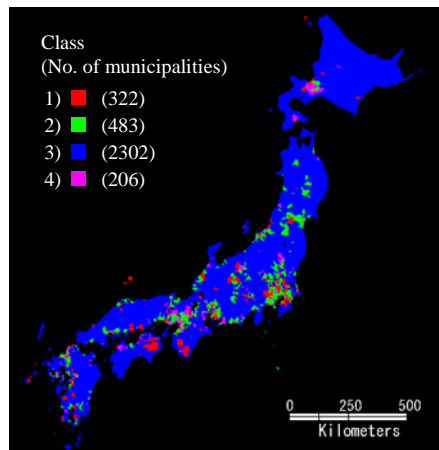 Class
(No. of municipalities)
1) (322)
2) (483)
3) (2302)
4) (206)
0 250 500
Kilometers